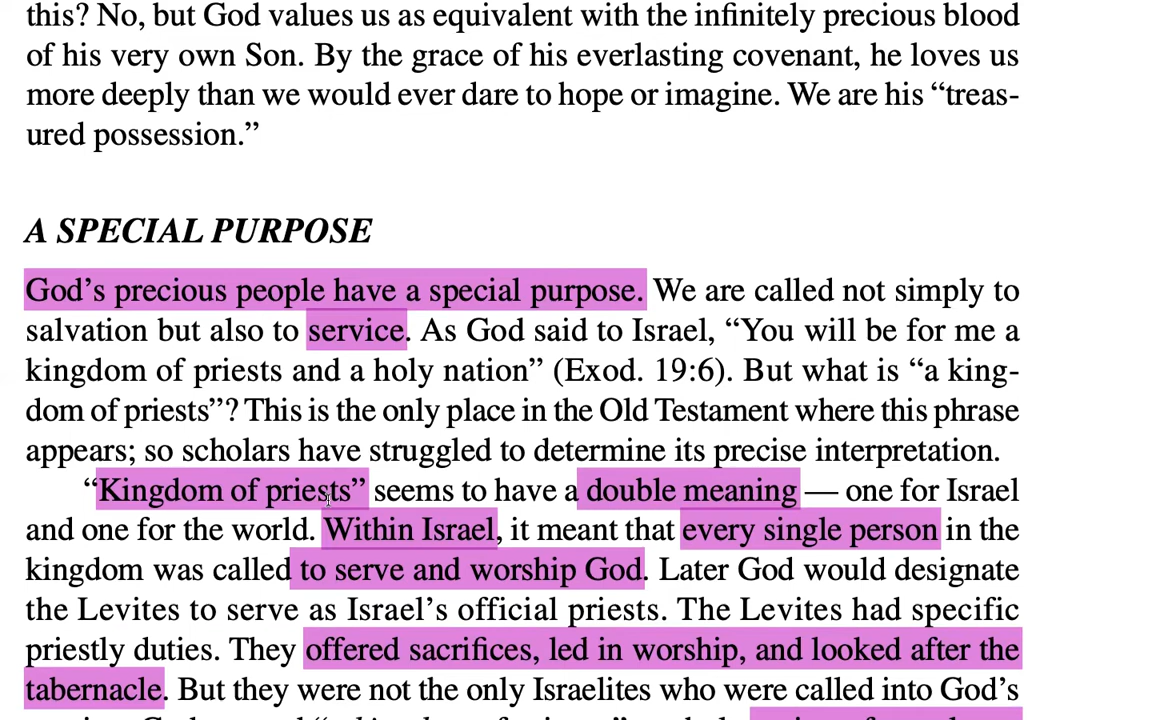 this? No, but God values us as equivalent with the infinitely precious blood
of his very own Son. By the grace of his everlasting covenant, he loves us
more deeply than we would ever dare to hope or imagine. We are his “treas-
ured possession.”
A SPECIAL PURPOSE
God’s precious people have a special purpose. We are called not simply to
salvation but also to service. As God said to Israel, “You will be for me a
kingdom of priests and a holy nation” (Exod. 19:6). But what is “a king-
dom of priests”? This is the only place in the Old Testament where this phrase
appears; so scholars have struggled to determine its precise interpretation.
“Kingdom of priests” seems to have a double meaning — one for Israel
and one for the world. Within Israel, it meant that every single person in the
kingdom was called to serve and worship God. Later God would designate
the Levites to serve as Israel’s official priests. The Levites had specific
priestly duties. They offered sacrifices, led in worship, and looked after the
tabernacle. But they were not the only Israelites who were called into God’s